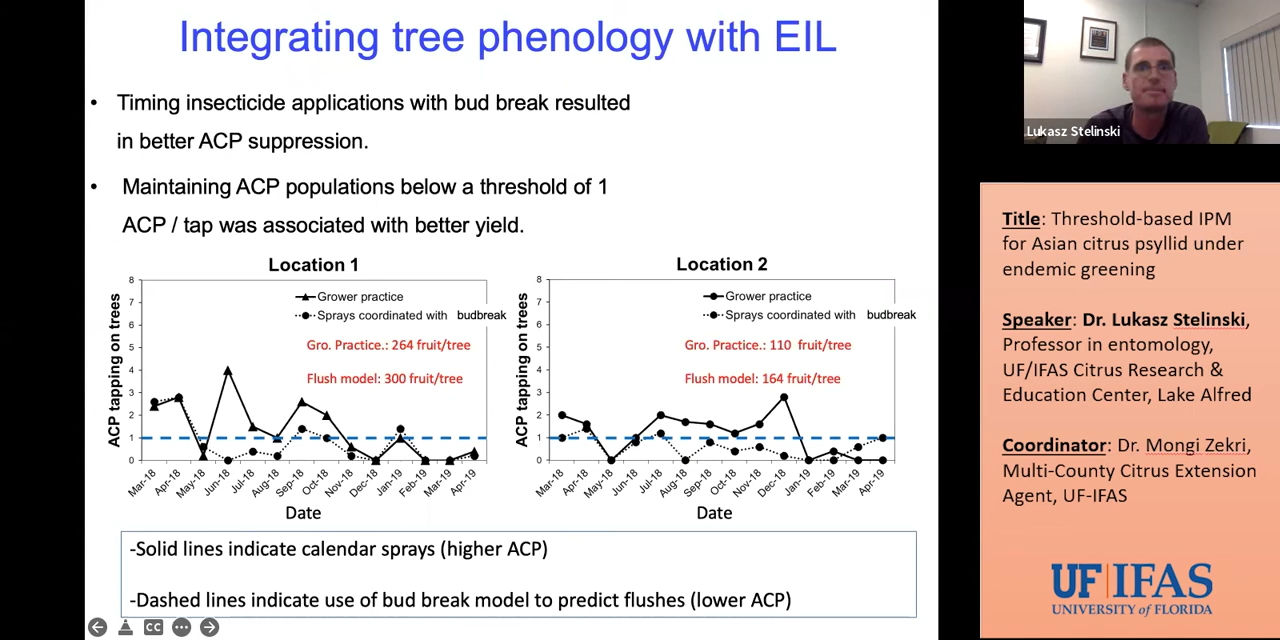 Integrating tree phenology with EIL
• Timing insecticide applications with bud break resulted
in better ACP suppression.
• Maintaining ACP populations below a threshold of 1
ACP / tap was associated with better yield.
Location 1
ACP tapping on trees
8
7
6
5
4
3
2
1
0
Grower practice
Sprays coordinated with budbreak
Gro. Practice.: 264 fruit/tree
Flush model: 300 fruit/tree
Mar-18 Apr-18 May-18 Jun-18 Jul-18 Aug-18 Sep-18 Oct-18 Nov-18 Dec-18 Jan-19 Feb-19 Mar-19 Apr-19
Date
Location 2
ACP tapping on trees
8
7
6
5
4
3
2
1
0
Grower practice
Sprays coordinated with budbreak
Gro. Practice.: 110 fruit/tree
Flush model: 164 fruit/tree
Mar-18 Apr-18 May-18 Jun-18 Jul-18 Aug-18 Sep-18 Oct-18 Nov-18 Dec-18 Jan-19 Feb-19 Mar-19 Apr-19
Date
-Solid lines indicate calendar sprays (higher ACP)
-Dashed lines indicate use of bud break model to predict flushes (lower ACP)
CC
Lukasz Stelinski
Title: Threshold-based IPM
for Asian citrus psyllid under
endemic greening
Speaker: Dr. Lukasz Stelinski,
Professor in entomology,
UF/IFAS Citrus Research &
Education Center, Lake Alfred
Coordinator: Dr. Mongi Zekri,
Multi-County Citrus Extension
Agent, UF-IFAS
UF|IFAS
UNIVERSITY of FLORIDA